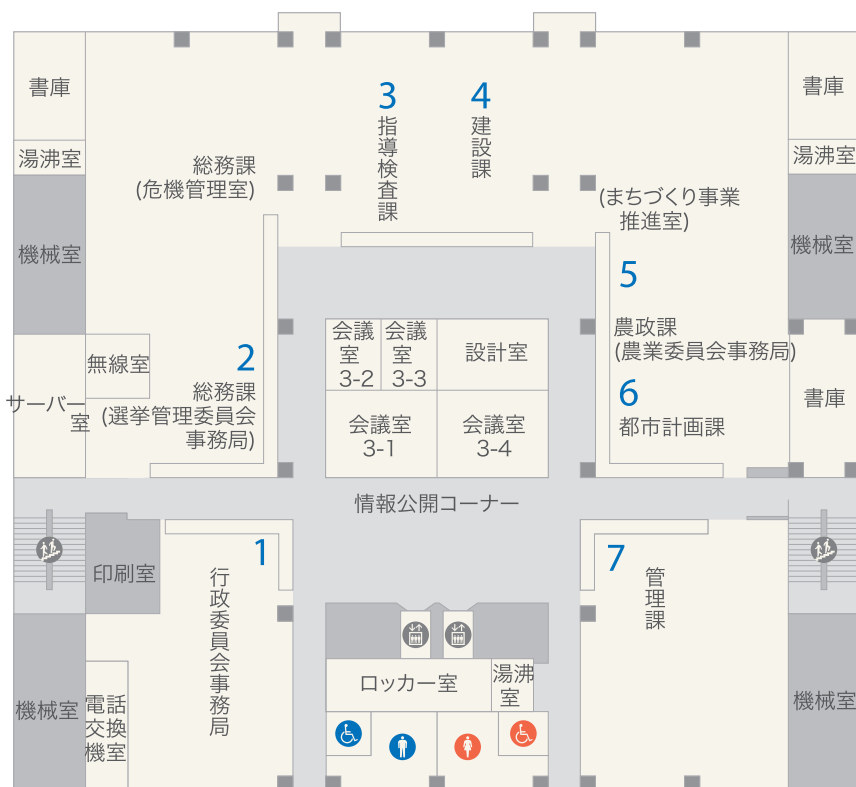 書庫
湯沸室
機械室
総務課
(危機管理室)
3
指導検査課
4
建設課
(まちづくり事業
推進室)
書庫
湯沸室
機械室
無線室
サーバー
室
2
総務課
(選挙管理委員会
事務局)
会議
室
3-2
会議
室
3-3
設計室
会議室
3-1
会議室
3-4
5
農政課
(農業委員会事務局)
6
都市計画課
書庫
情報公開コーナー
印刷室
1
行政委員会事務局
7
管理課
機械室
電話
交換
機室
ロッカー室
湯沸
室
機械室